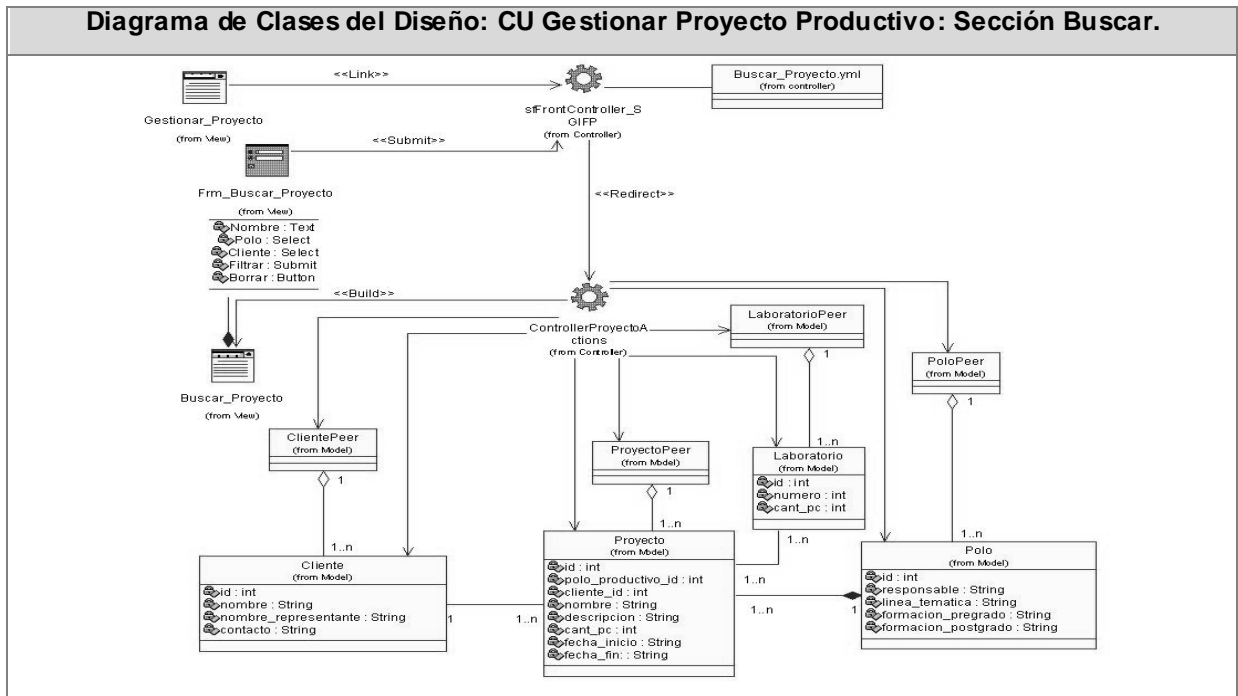 Diagrama de Clases del Diseño: CU Gestionar Proyecto Productivo: Sección Buscar.
<<Link>>
Gestionar_Proyecto
(from View)
sfFrontController_S
GIFP
(from Controller)
Buscar_Proyecto.yml
(from controller)
<<Submit>>
Frm_Buscar_Proyecto
(from View)
Nombre : Text
Polo : Select
Cliente : Select
Filtrar : Submit
Borrar : Button
<<Redirect>>
<<Build>>
Buscar_Proyecto
(from View)
ControllerProyectoA
ctions
(from Controller)
LaboratorioPeer
(from Model)
1
PoloPeer
(from Model)
1
ClientePeer
(from Model)
1
ProyectoPeer
(from Model)
1
1..n
Laboratorio
(from Model)
id : int
numero : int
cant_pc : int
1..n
Cliente
(from Model)
id : int
nombre : String
nombre_representante : String
contacto : String
1
1..n
1..n
Proyecto
(from Model)
id : int
polo_productivo_id : int
cliente_id : int
nombre : String
descripcion : String
cant_pc : int
fecha_inicio : String
fecha_fin: : String
1..n
1..n
1..n
1
1..n
Polo
(from Model)
id : int
responsable : String
linea_tematica : String
formacion_pregrado : String
formacion_postgrado : String